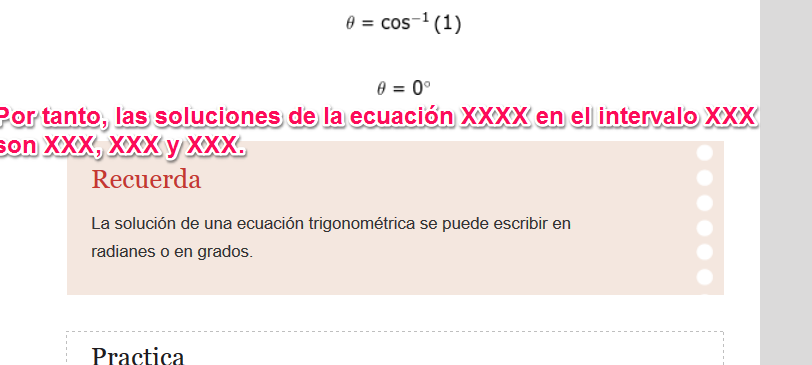 θ = cos⁻¹(1)
θ = 0°
Por tanto, las soluciones de la ecuación XXXX en el intervalo XXX
son XXX, XXX y XXX.
Recuerda
La solución de una ecuación trigonométrica se puede escribir en
radianes o en grados.
Practica